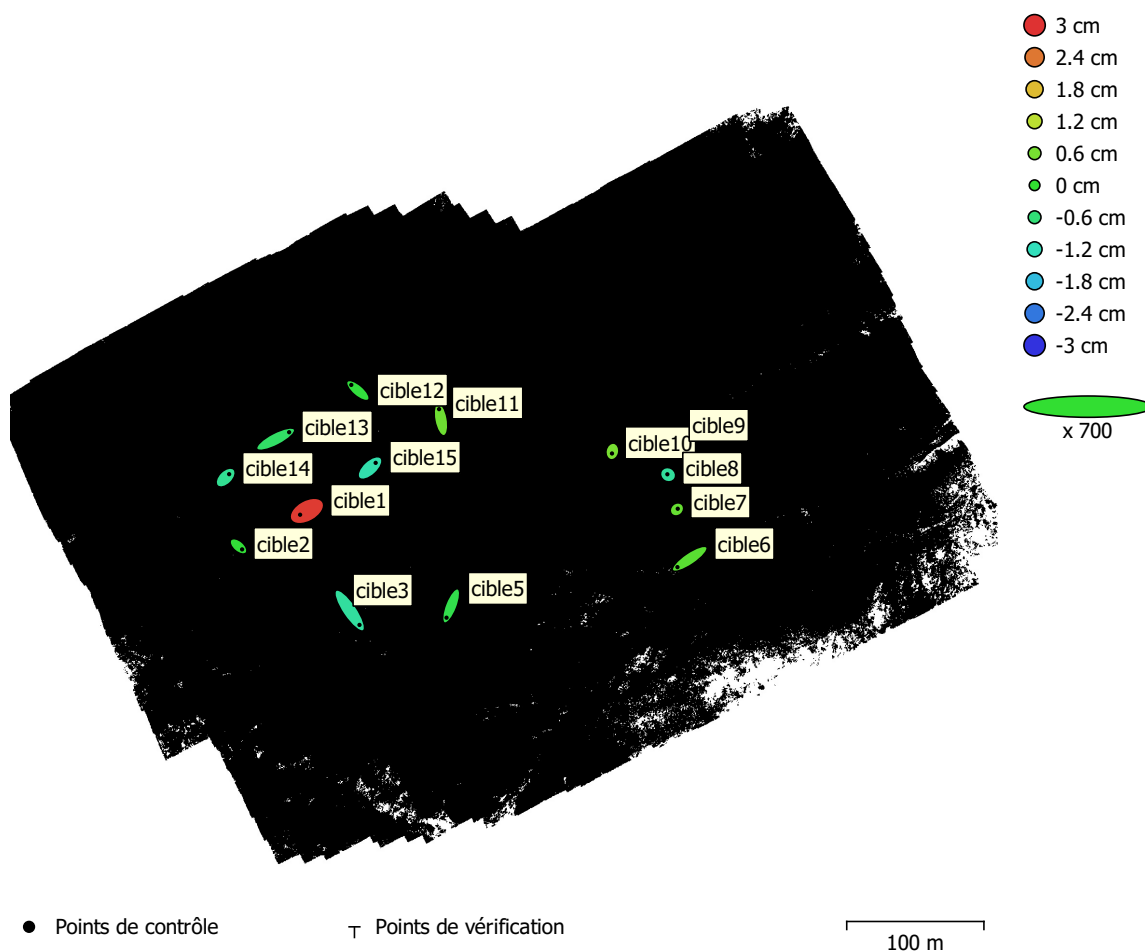 3 cm
2.4 cm
1.8 cm
1.2 cm
0.6 cm
0 cm
-0.6 cm
-1.2 cm
-1.8 cm
-2.4 cm
-3 cm
x 700
cible12
cible11
cible13
cible9
cible10
cible15
cible14
cible8
cible1
cible7
cible2
cible6
cible3
cible5
Points de contrôle
Points de vérification
100 m